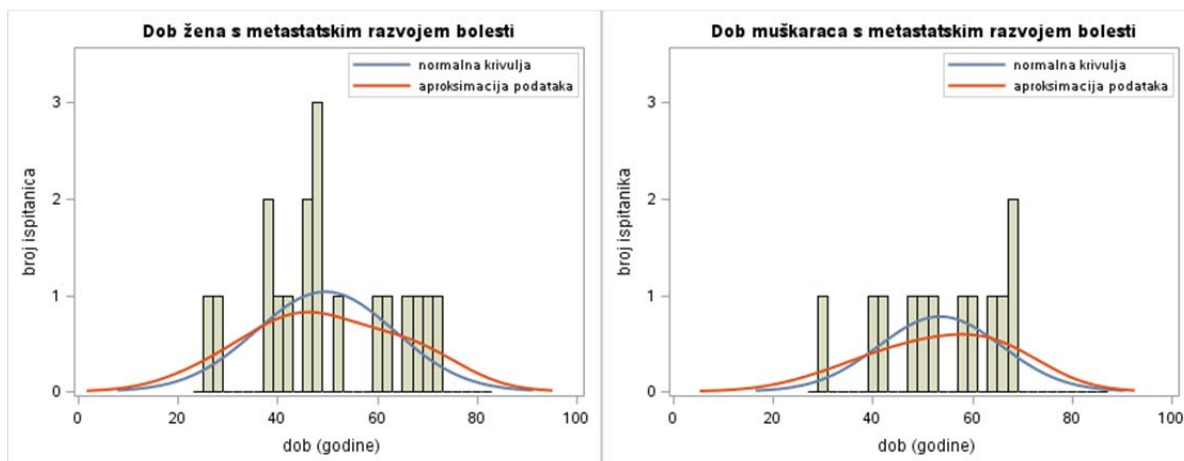 Dob žena s metastatskim razvojem bolesti
normalna krivulja
aproksimacija podataka
broj ispitanica
3
2
1
0
0 20 40 60 80 100
dob (godine)
Dob muškaraca s metastatskim razvojem bolesti
normalna krivulja
aproksimacija podataka
broj ispitanika
3
2
1
0
0 20 40 60 80 100
dob (godine)